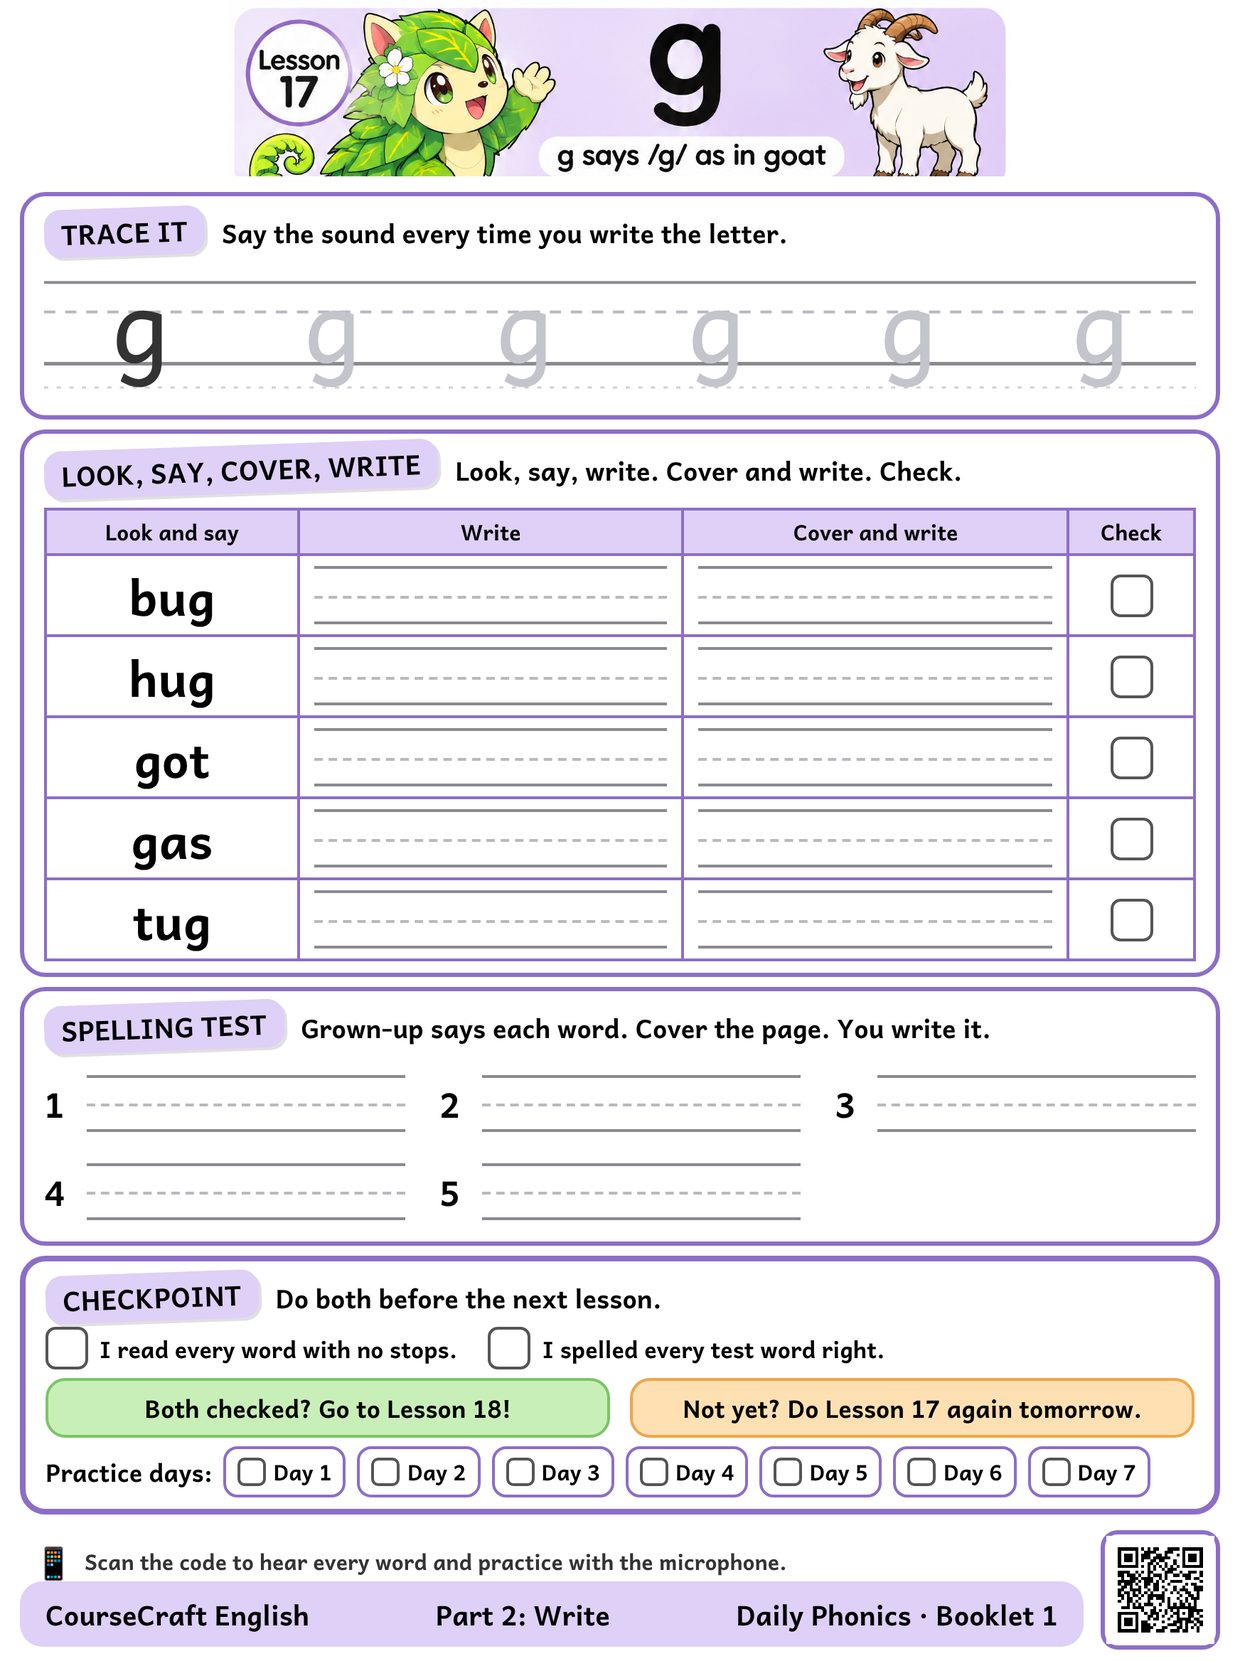 Lesson
17
g
g says /g/ as in goat
TRACE IT Say the sound every time you write the letter.
g g g g g g
LOOK, SAY, COVER, WRITE Look, say, write. Cover and write. Check.
Look and say Write Cover and write Check
bug
hug
got
gas
tug
SPELLING TEST Grown-up says each word. Cover the page. You write it.
1 2 3
4 5
CHECKPOINT Do both before the next lesson.
I read every word with no stops. I spelled every test word right.
Both checked? Go to Lesson 18! Not yet? Do Lesson 17 again tomorrow.
Practice days: Day 1 Day 2 Day 3 Day 4 Day 5 Day 6 Day 7
Scan the code to hear every word and practice with the microphone.
CourseCraft English Part 2: Write Daily Phonics · Booklet 1